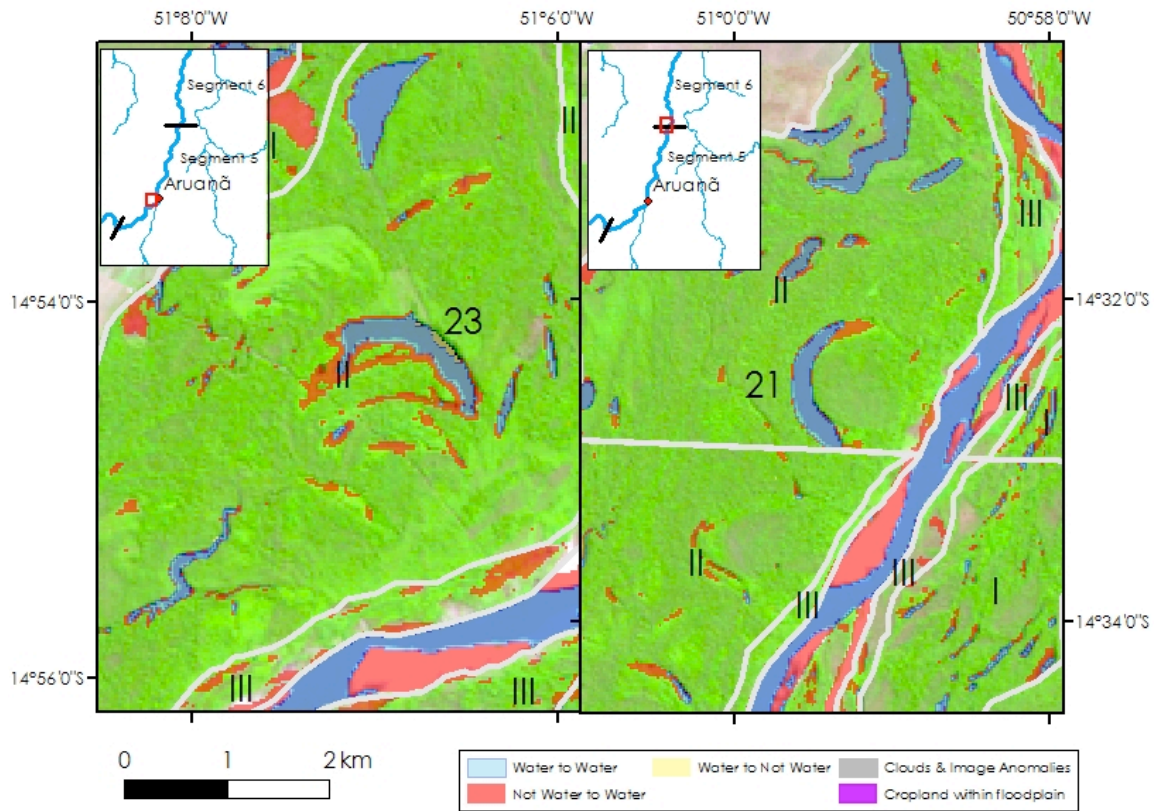 51°8'0"W
51°6'0"W
51°0'0"W
50°58'0"W
Segment 6
Segment 5
Aruanã
I
II
14°54'0"S
23
II
14°56'0"S
III
III
Segment 6
Segment 5
Aruanã
III
II
14°32'0"S
21
III
I
II
III
III
I
14°34'0"S
0 1 2 km
Water to Water
Water to Not Water
Clouds & Image Anomalies
Not Water to Water
Cropland within floodplain